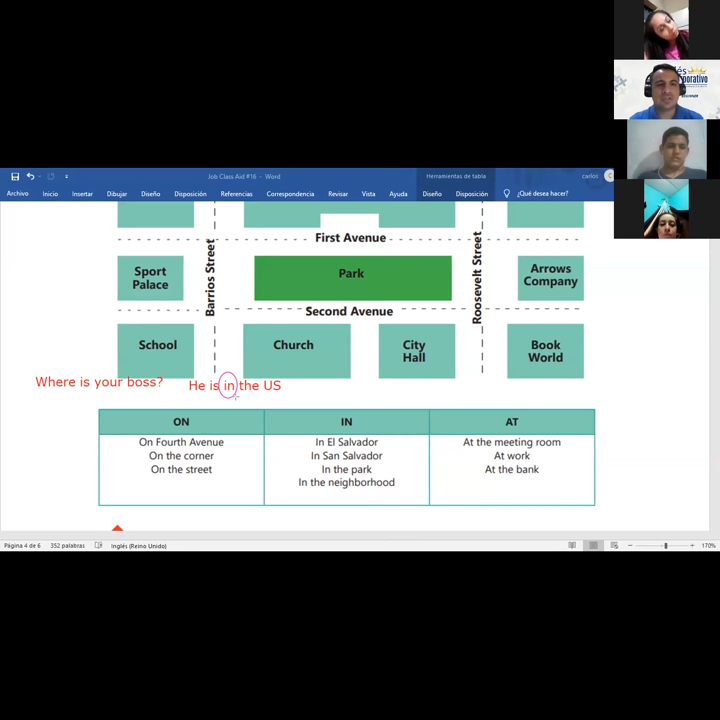 és
porativo
Job Class Aid #16 - Word
Herramientas de tabla
carlos
C
Archivo Inicio Insertar Dibujar Diseño Disposición Referencias Correspondencia Revisar Vista Ayuda Diseño Disposición ¿Qué desea hacer?
First Avenue
Barrios Street
Roosevelt Street
Sport
Palace
Park
Arrows
Company
Second Avenue
School
Church
City
Hall
Book
World
Where is your boss? He is in the US
ON IN AT
On Fourth Avenue
On the corner
On the street
In El Salvador
In San Salvador
In the park
In the neighborhood
At the meeting room
At work
At the bank
Página 4 de 6 352 palabras Inglés (Reino Unido) 170%